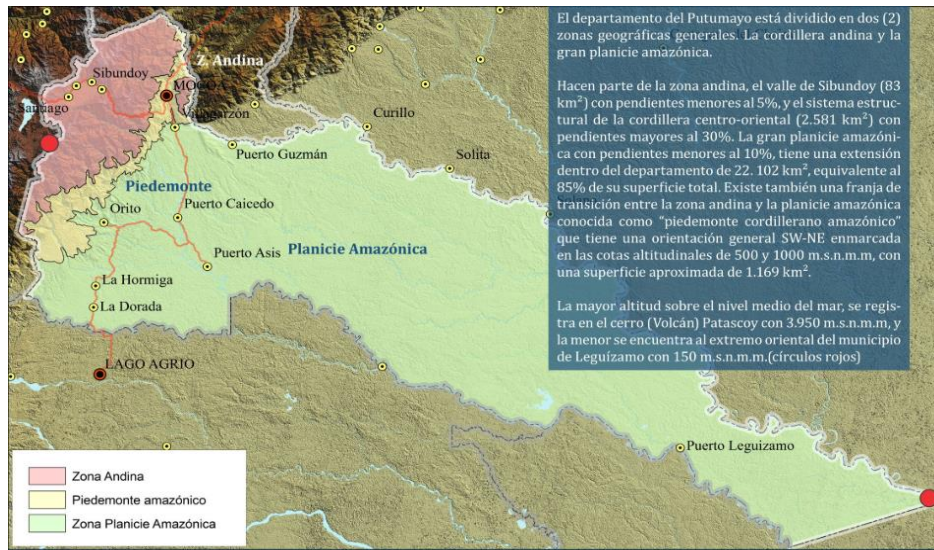 El departamento del Putumayo está dividido en dos (2)
zonas geográficas generales. La cordillera andina y la
gran planicie amazónica.
Hacen parte de la zona andina, el valle de Sibundoy (83
km²) con pendientes menores al 5%, y el sistema estruc-
tural de la cordillera centro-oriental (2.581 km²) con
pendientes mayores al 30%. La gran planicie amazóni-
ca con pendientes menores al 10%, tiene una extensión
dentro del departamento de 22. 102 km², equivalente al
85% de su superficie total. Existe también una franja de
transición entre la zona andina y la planicie amazónica
conocida como “piedemonte cordillerano amazónico”
que tiene una orientación general SW-NE enmarcada
en las cotas altitudinales de 500 y 1000 m.s.n.m.m, con
una superficie aproximada de 1.169 km².
La mayor altitud sobre el nivel medio del mar, se regis-
tra en el cerro (Volcán) Patascoy con 3.950 m.s.n.m.m, y
la menor se encuentra al extremo oriental del municipio
de Leguízamo con 150 m.s.n.m.m.(círculos rojos)
Z. Andina
Sibundoy
Santiago
Villagarzón
Curillo
Puerto Guzmán
Solita
Piedemonte
Orito
Puerto Caicedo
Planicie Amazónica
Puerto Asis
La Hormiga
La Dorada
LAGO AGRIO
Puerto Leguizamo
Zona Andina
Piedemonte amazónico
Zona Planicie Amazónica